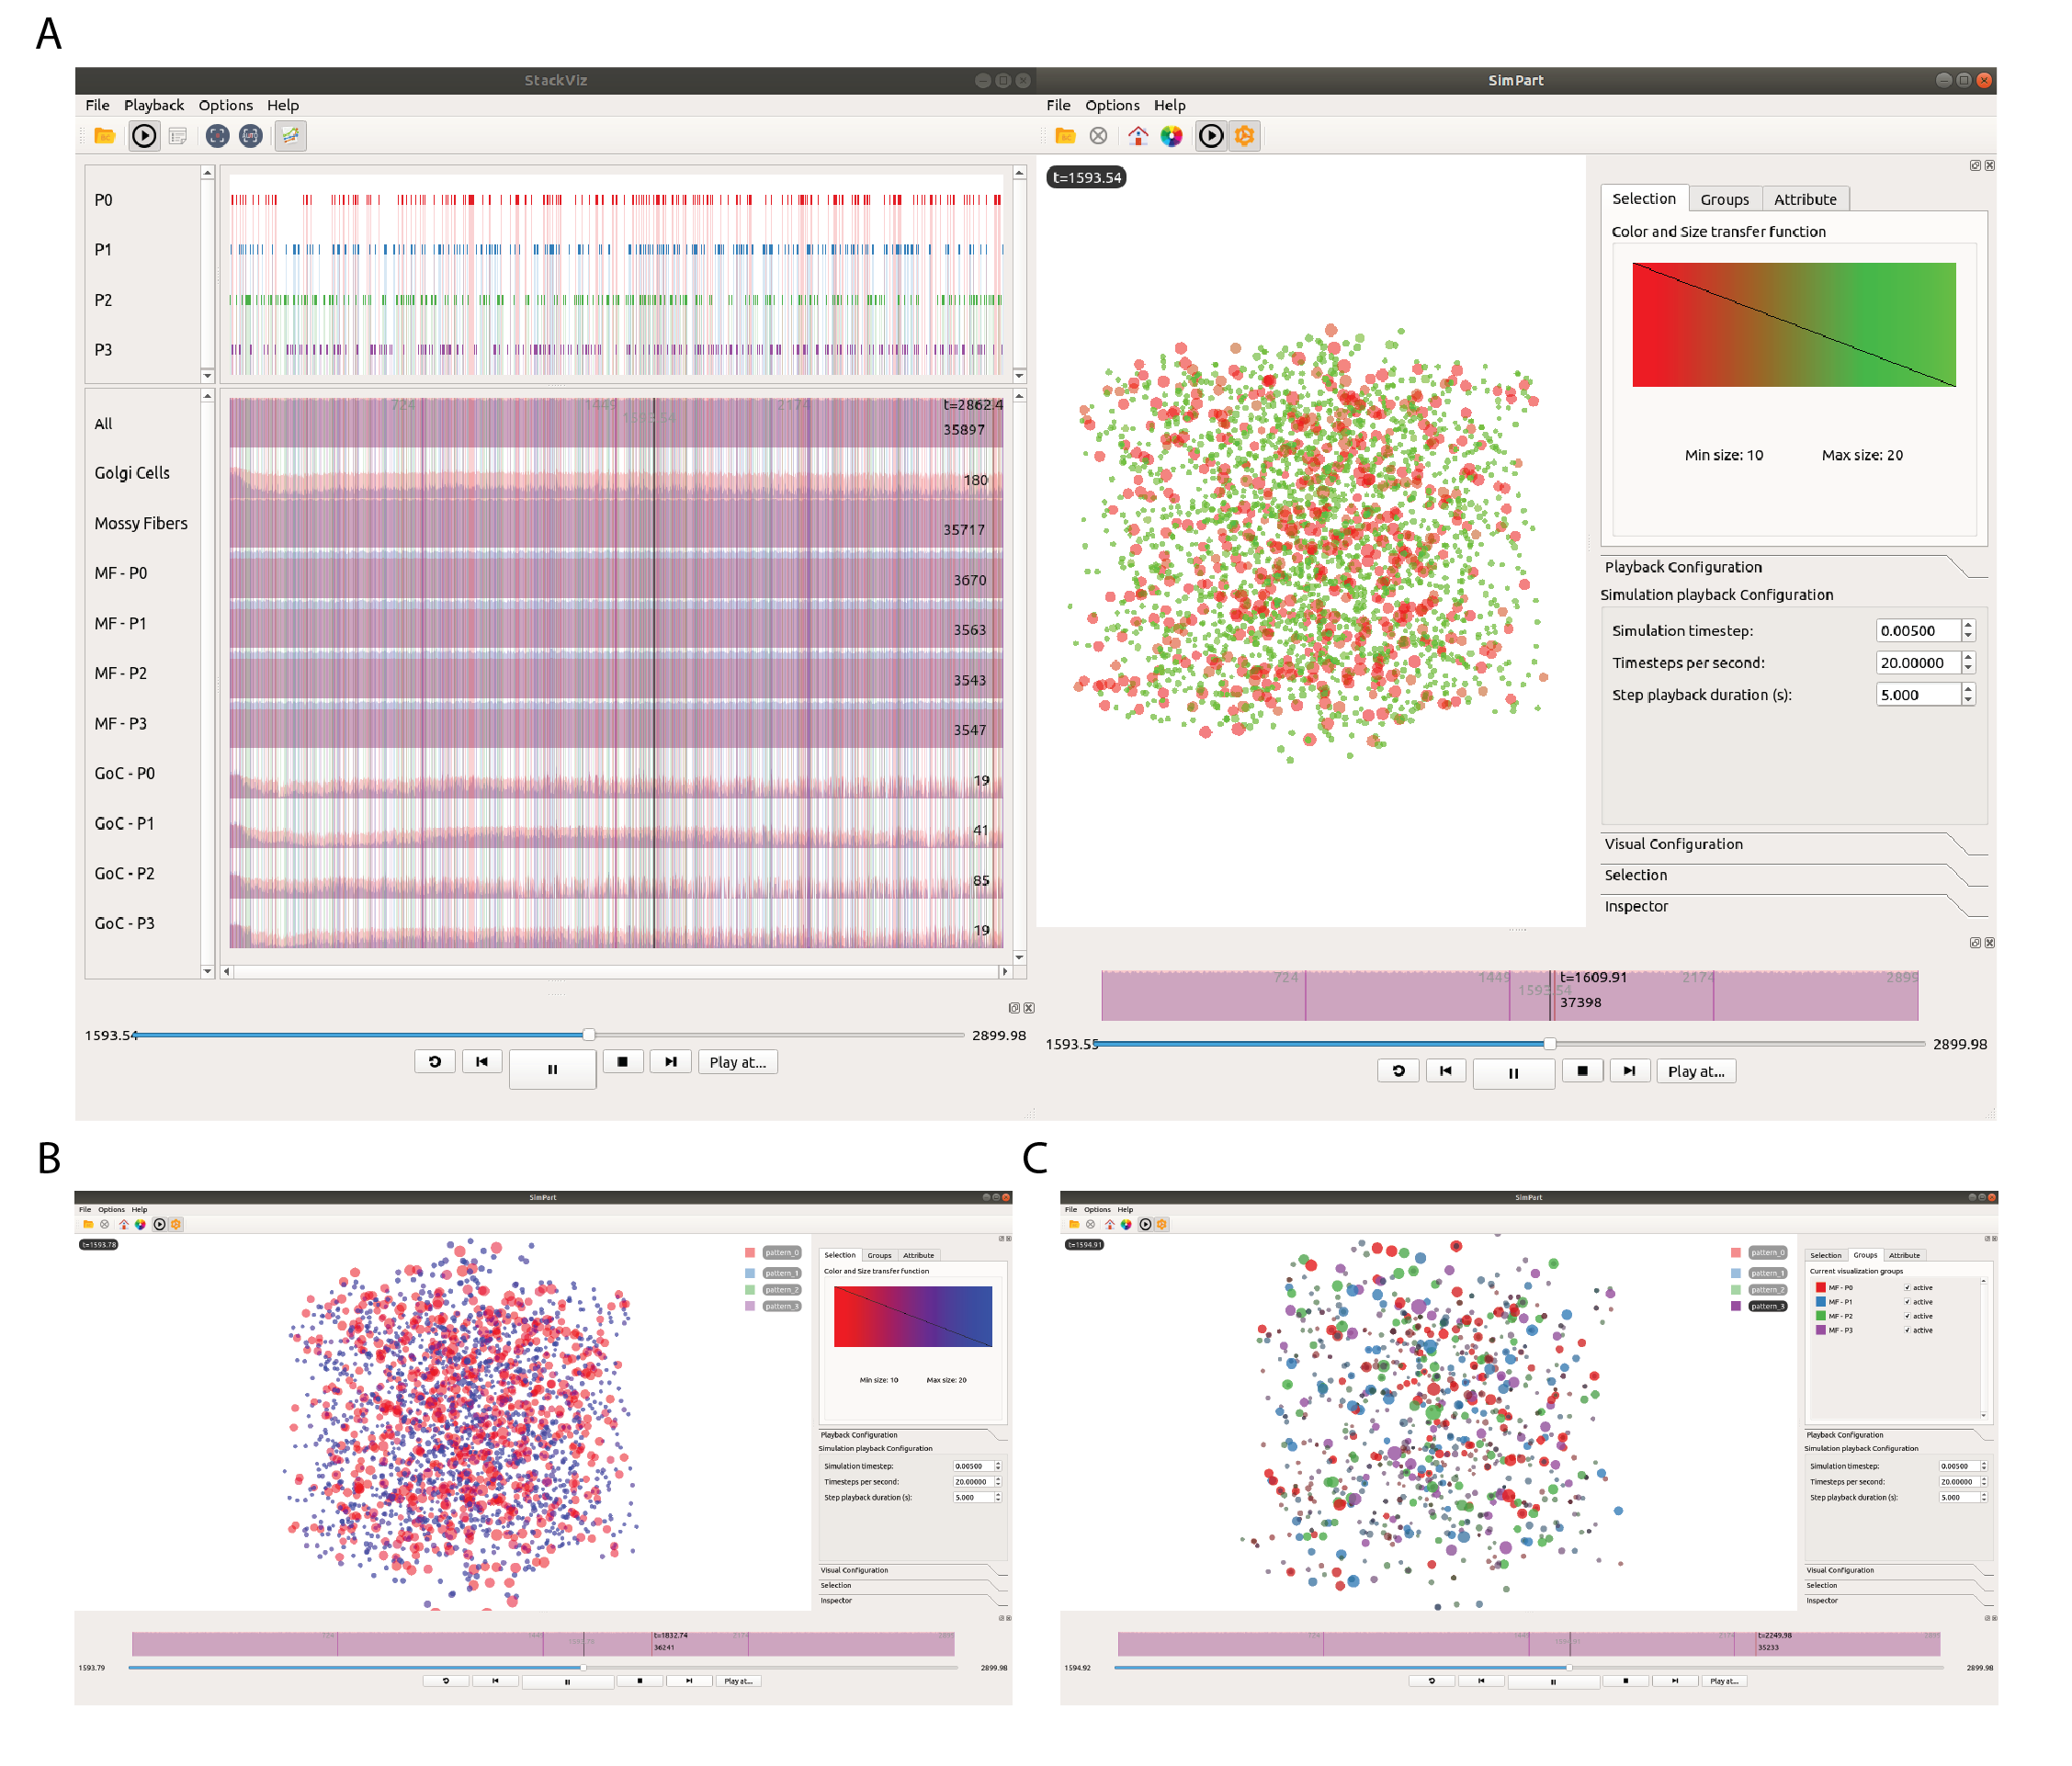 A
StackViz
File Playback Options Help
P0
P1
P2
P3
All
Golgi Cells
Mossy Fibers
MF - P0
MF - P1
MF - P2
MF - P3
GoC - P0
GoC - P1
GoC - P2
GoC - P3
724 1449 2174 t=2862.4
1593.54
35897
180
35717
3670
3563
3543
3547
19
41
85
19
1593.54 2899.98
Play at...
SimPart
File Options Help
t=1593.54
Selection Groups Attribute
Color and Size transfer function
Min size: 10 Max size: 20
Playback Configuration
Simulation playback Configuration
Simulation timestep: 0.00500
Timesteps per second: 20.00000
Step playback duration (s): 5.000
Visual Configuration
Selection
Inspector
724 1449 t=1609.91 2174 2899
1593.54
37398
1593.55 2899.98
Play at...
B
SimPart
File Options Help
t=1593.78
pattern_0
pattern_1
pattern_2
pattern_3
Selection Groups Attribute
Color and Size transfer function
Min size: 10 Max size: 20
Playback Configuration
Simulation playback Configuration
Simulation timestep: 0.00500
Timesteps per second: 20.00000
Step playback duration (s): 5.000
Visual Configuration
Selection
Inspector
724 1449 t=1832.74 2174
1593.78
36241
1593.79 2899.98
Play at...
C
SimPart
File Options Help
t=1594.91
pattern_0
pattern_1
pattern_2
pattern_3
Selection Groups Attribute
Current visualization groups
MF - P0 active
MF - P1 active
MF - P2 active
MF - P3 active
Playback Configuration
Simulation playback Configuration
Simulation timestep: 0.00500
Timesteps per second: 20.00000
Step playback duration (s): 5.000
Visual Configuration
Selection
Inspector
724 1449 2174 t=2249.98
1594.91
35233
1594.92 2899.98
Play at...